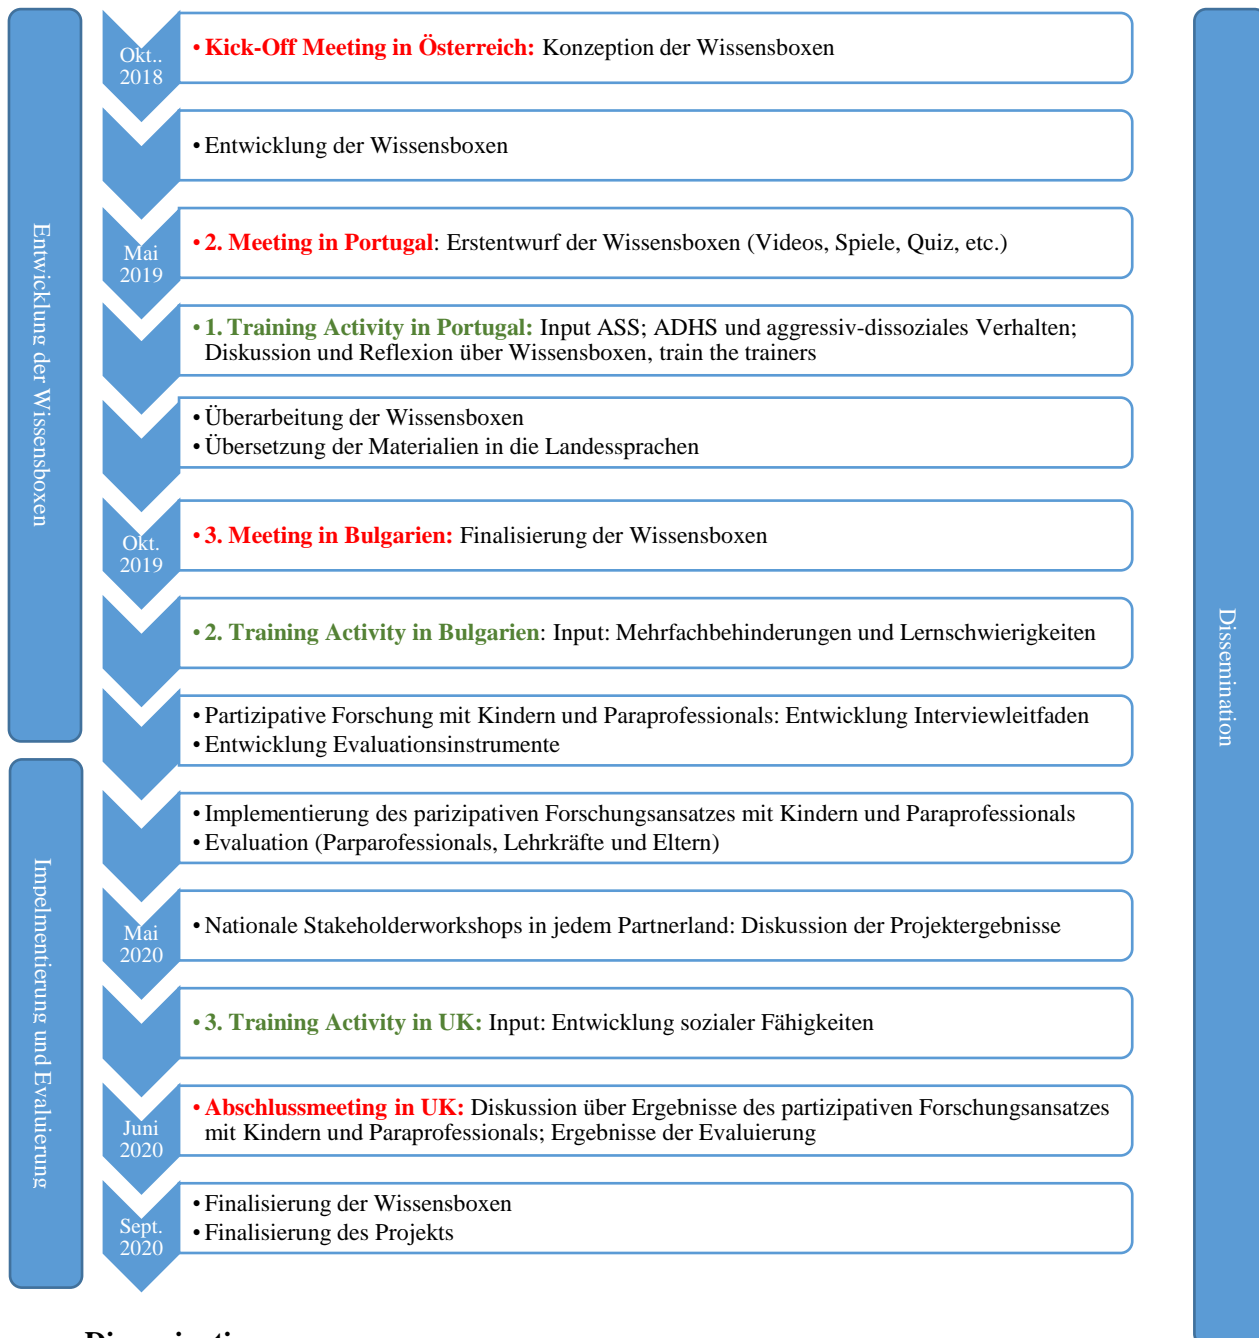 Entwicklung der Wissensboxen
Okt..
2018
• Kick-Off Meeting in Österreich: Konzeption der Wissensboxen
• Entwicklung der Wissensboxen
Mai
2019
• 2. Meeting in Portugal: Erstentwurf der Wissensboxen (Videos, Spiele, Quiz, etc.)
• 1. Training Activity in Portugal: Input ASS; ADHS und aggressiv-dissoziales Verhalten;
Diskussion und Reflexion über Wissensboxen, train the trainers
• Überarbeitung der Wissensboxen
• Übersetzung der Materialien in die Landessprachen
Okt.
2019
• 3. Meeting in Bulgarien: Finalisierung der Wissensboxen
• 2. Training Activity in Bulgarien: Input: Mehrfachbehinderungen und Lernschwierigkeiten
• Partizipative Forschung mit Kindern und Paraprofessionals: Entwicklung Interviewleitfaden
• Entwicklung Evaluationsinstrumente
Impelmentierung und Evaluierung
• Implementierung des parizipativen Forschungsansatzes mit Kindern und Paraprofessionals
• Evaluation (Parparofessionals, Lehrkräfte und Eltern)
Mai
2020
• Nationale Stakeholderworkshops in jedem Partnerland: Diskussion der Projektergebnisse
• 3. Training Activity in UK: Input: Entwicklung sozialer Fähigkeiten
Juni
2020
• Abschlussmeeting in UK: Diskussion über Ergebnisse des partizipativen Forschungsansatzes
mit Kindern und Paraprofessionals; Ergebnisse der Evaluierung
Sept.
2020
• Finalisierung der Wissensboxen
• Finalisierung des Projekts
Dissemination